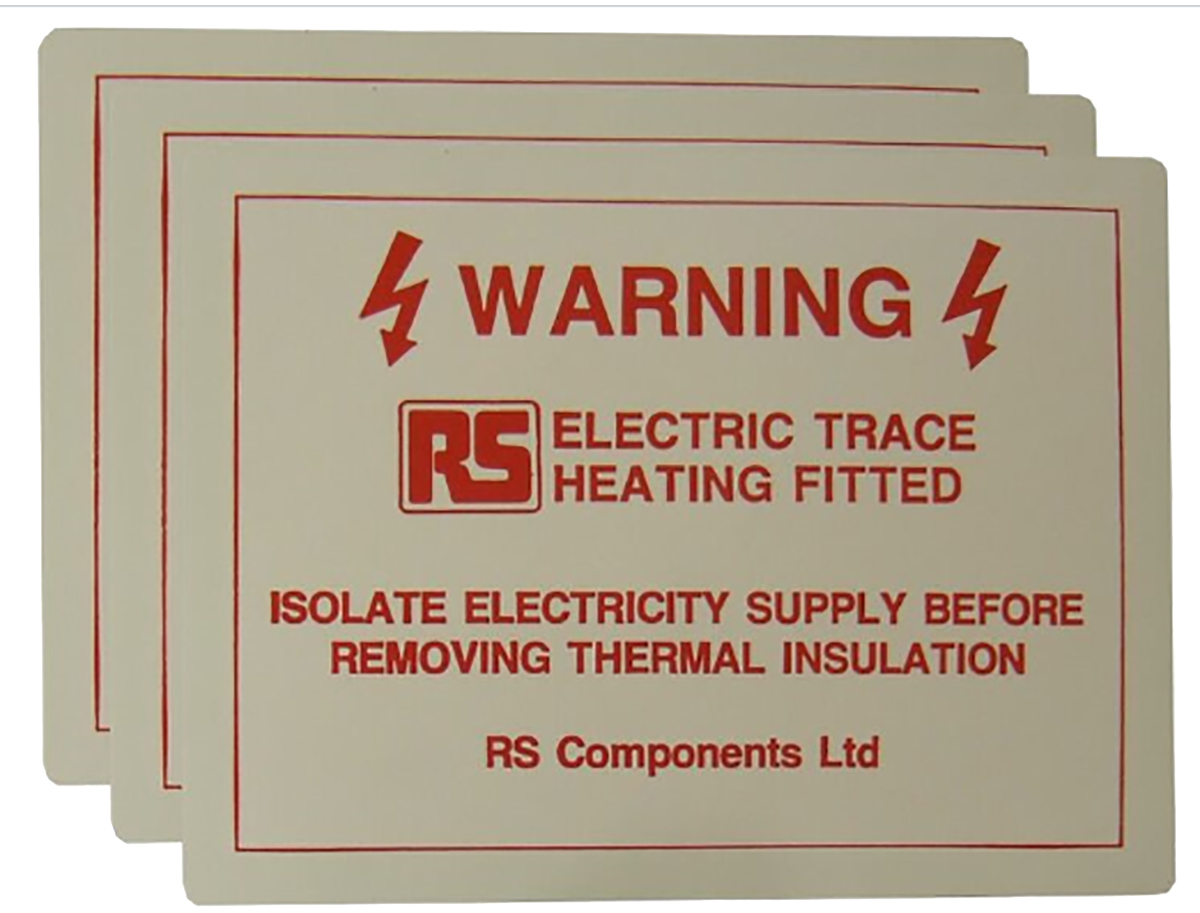 WARNING
RS ELECTRIC TRACE
HEATING FITTED
ISOLATE ELECTRICITY SUPPLY BEFORE
REMOVING THERMAL INSULATION
RS Components Ltd